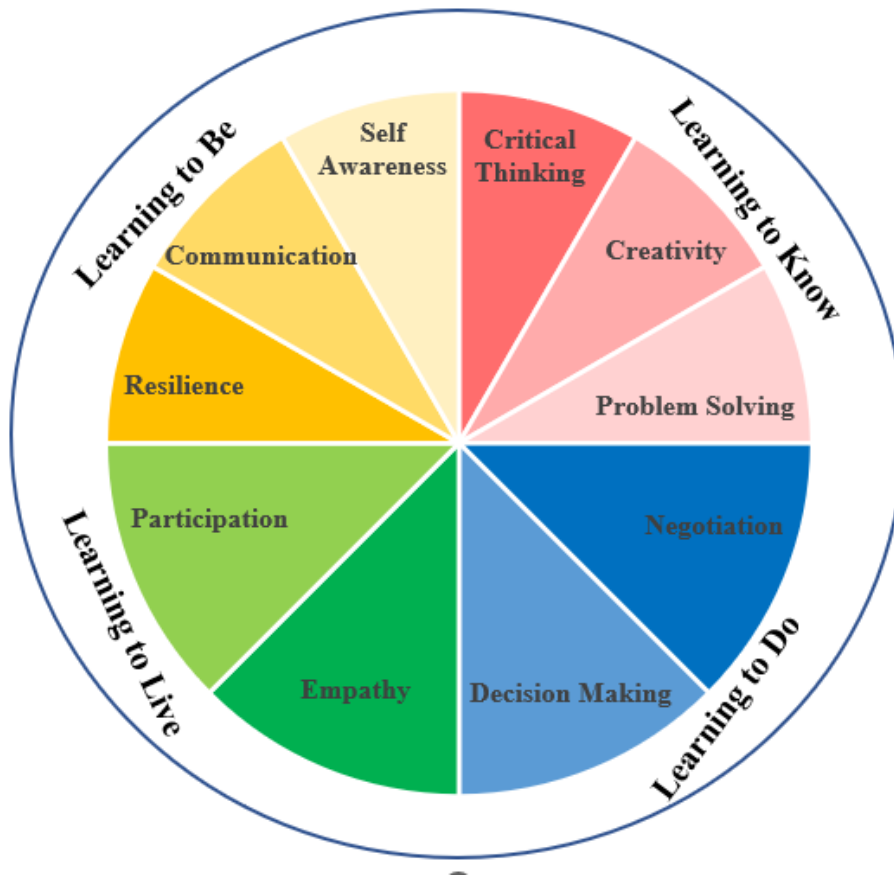 Learning to Be
Learning to Know
Learning to Do
Learning to Live
Self
Awareness
Critical
Thinking
Creativity
Problem Solving
Negotiation
Decision Making
Empathy
Participation
Resilience
Communication